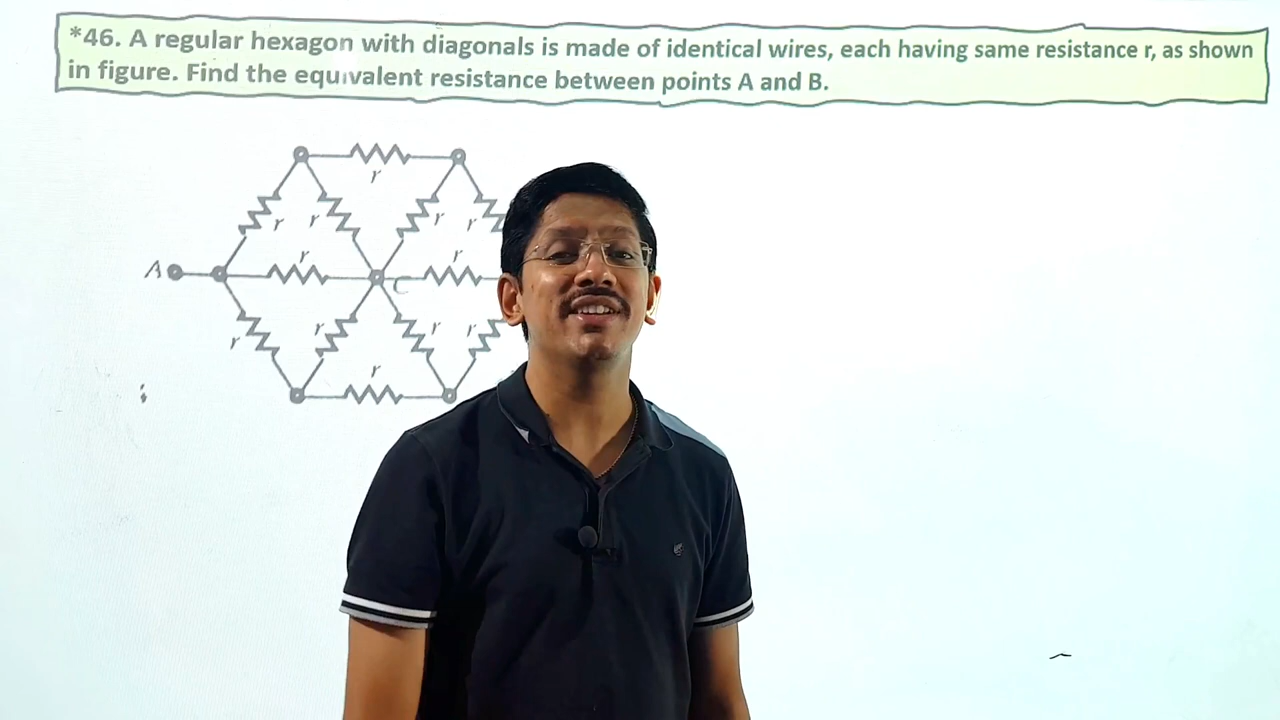 *46. A regular hexagon with diagonals is made of identical wires, each having same resistance r, as shown
in figure. Find the equivalent resistance between points A and B.
r
r r r r
r r
A C
r r r r
r